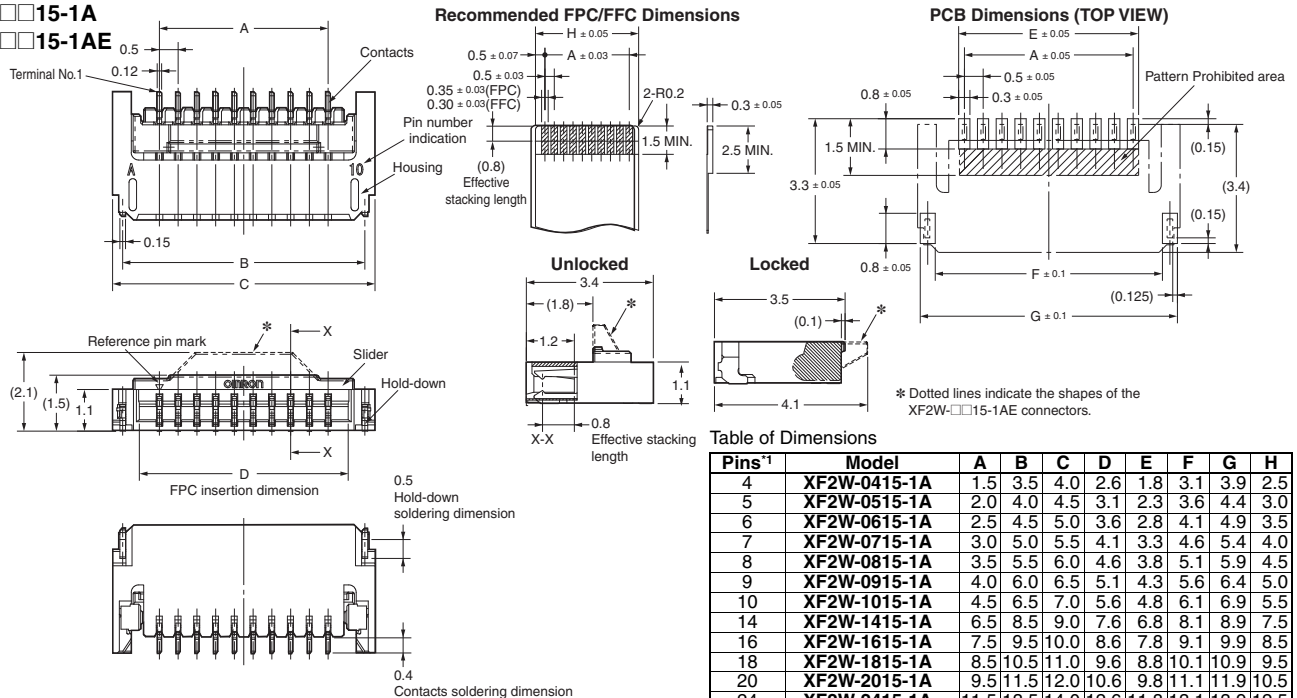 □□15-1A
□□15-1AE
A
0.5
0.12
Terminal No.1
Contacts
Pin number
indication
Housing
A
10
0.15
B
C
Recommended FPC/FFC Dimensions
H ± 0.05
0.5 ± 0.07
A ± 0.03
0.5 ± 0.03
0.35 ± 0.03(FPC)
0.30 ± 0.03(FFC)
2-R0.2
0.3 ± 0.05
1.5 MIN.
2.5 MIN.
(0.8)
Effective
stacking length
PCB Dimensions (TOP VIEW)
E ± 0.05
A ± 0.05
0.5 ± 0.05
0.3 ± 0.05
Pattern Prohibited area
0.8 ± 0.05
1.5 MIN.
3.3 ± 0.05
(0.15)
(3.4)
(0.15)
0.8 ± 0.05
F ± 0.1
(0.125)
G ± 0.1
Reference pin mark
*
X
Slider
Hold-down
OMRON
(2.1)
(1.5)
1.1
X
D
FPC insertion dimension
Unlocked
3.4
(1.8)
*
1.2
1.1
0.8
X-X
Effective stacking
length
Locked
3.5
(0.1)
*
4.1
* Dotted lines indicate the shapes of the
XF2W-□□15-1AE connectors.
0.5
Hold-down
soldering dimension
0.4
Contacts soldering dimension
Table of Dimensions
Pins*1 Model A B C D E F G H
4 XF2W-0415-1A 1.5 3.5 4.0 2.6 1.8 3.1 3.9 2.5
5 XF2W-0515-1A 2.0 4.0 4.5 3.1 2.3 3.6 4.4 3.0
6 XF2W-0615-1A 2.5 4.5 5.0 3.6 2.8 4.1 4.9 3.5
7 XF2W-0715-1A 3.0 5.0 5.5 4.1 3.3 4.6 5.4 4.0
8 XF2W-0815-1A 3.5 5.5 6.0 4.6 3.8 5.1 5.9 4.5
9 XF2W-0915-1A 4.0 6.0 6.5 5.1 4.3 5.6 6.4 5.0
10 XF2W-1015-1A 4.5 6.5 7.0 5.6 4.8 6.1 6.9 5.5
14 XF2W-1415-1A 6.5 8.5 9.0 7.6 6.8 8.1 8.9 7.5
16 XF2W-1615-1A 7.5 9.5 10.0 8.6 7.8 9.1 9.9 8.5
18 XF2W-1815-1A 8.5 10.5 11.0 9.6 8.8 10.1 10.9 9.5
20 XF2W-2015-1A 9.5 11.5 12.0 10.6 9.8 11.1 11.9 10.5